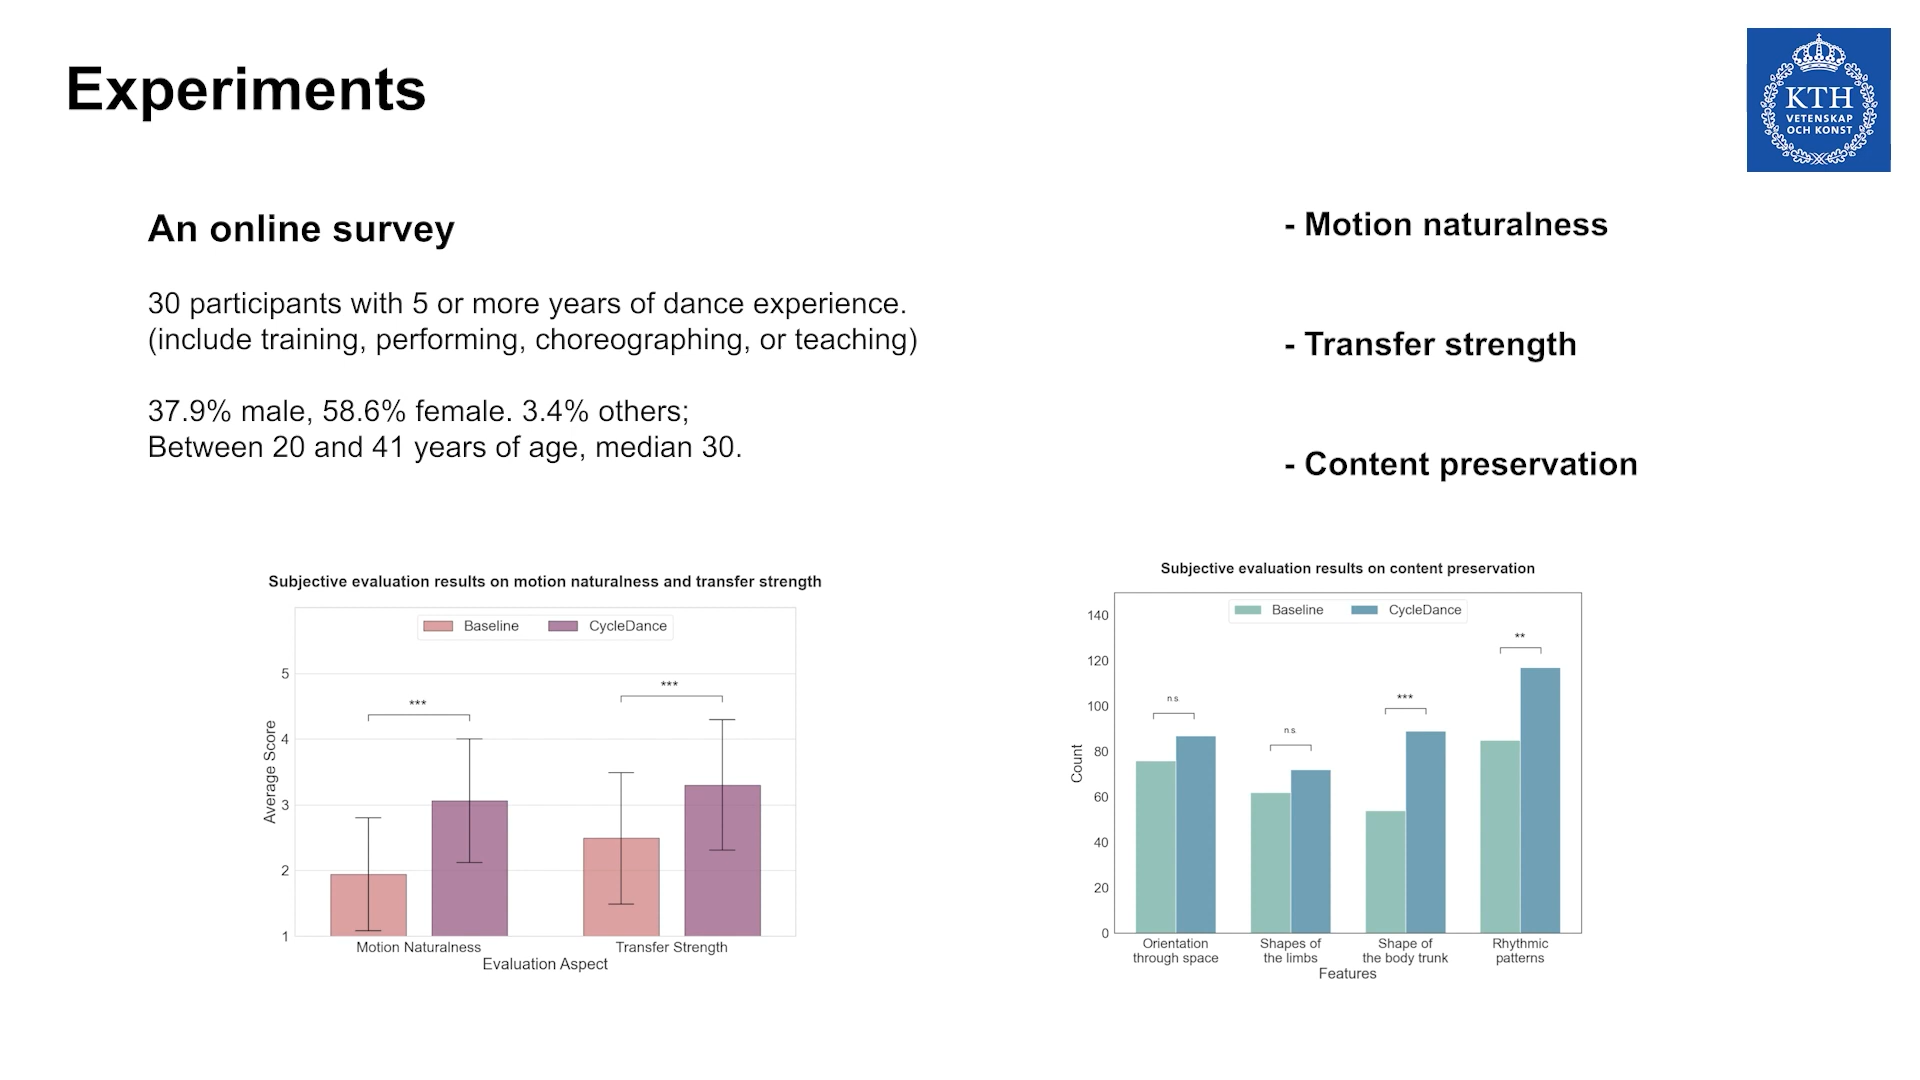 Experiments
KTH
VETENSKAP
OCH KONST
An online survey
30 participants with 5 or more years of dance experience.
(include training, performing, choreographing, or teaching)
37.9% male, 58.6% female. 3.4% others;
Between 20 and 41 years of age, median 30.
- Motion naturalness
- Transfer strength
- Content preservation
Subjective evaluation results on motion naturalness and transfer strength
Baseline CycleDance
5
4
3
2
1
Average Score
***
***
Motion Naturalness Transfer Strength
Evaluation Aspect
Subjective evaluation results on content preservation
Baseline CycleDance
140
120
100
80
60
40
20
0
Count
n s
n s
***
**
Orientation
through space
Shapes of
the limbs
Shape of
the body trunk
Rhythmic
patterns
Features